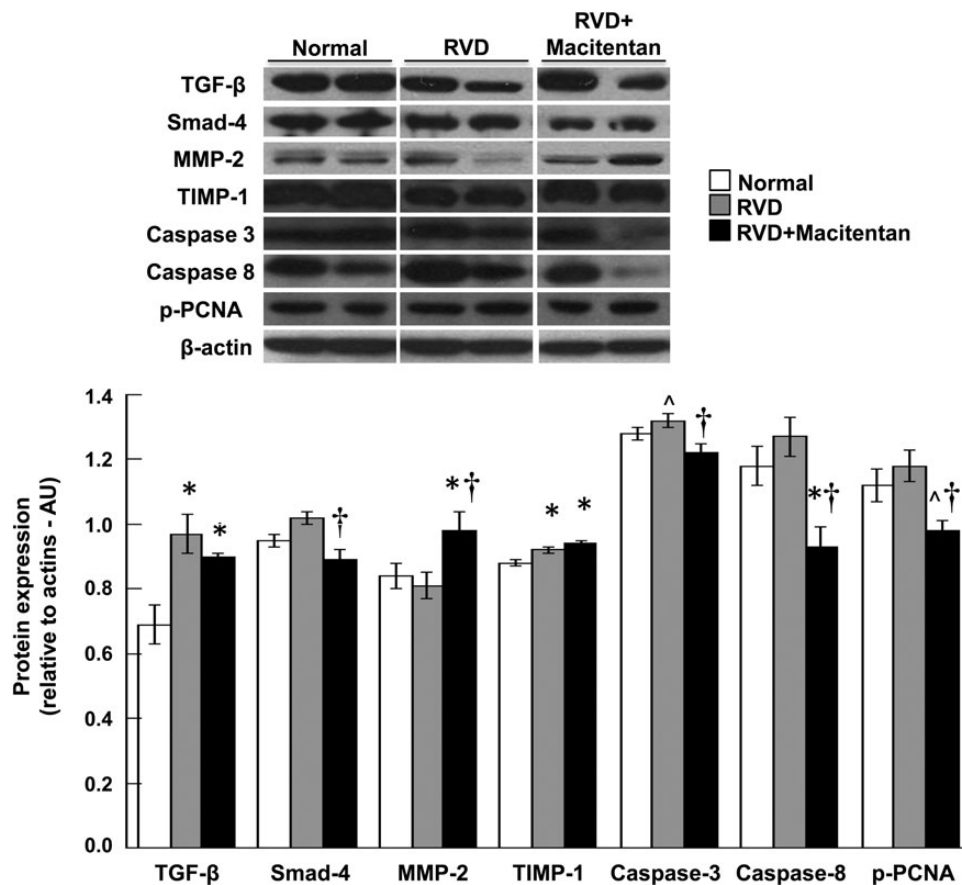 Normal RVD RVD+
Macitentan
TGF-β
Smad-4
MMP-2
TIMP-1
Caspase 3
Caspase 8
p-PCNA
β-actin
Normal
RVD
RVD+Macitentan
Protein expression
(relative to actins - AU)
1.4
1.2
1.0
0.8
0.6
0.4
0.2
0.0
* *
‡
*‡
* *
^ ‡
*‡
^‡
TGF-β Smad-4 MMP-2 TIMP-1 Caspase-3 Caspase-8 p-PCNA